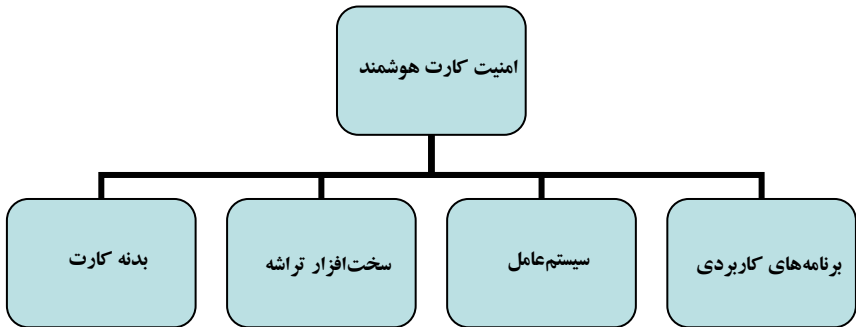 امنیت کارت هوشمند
برنامه‌های کاربردی
سیستم‌عامل
سخت‌افزار تراشه
بدنه کارت